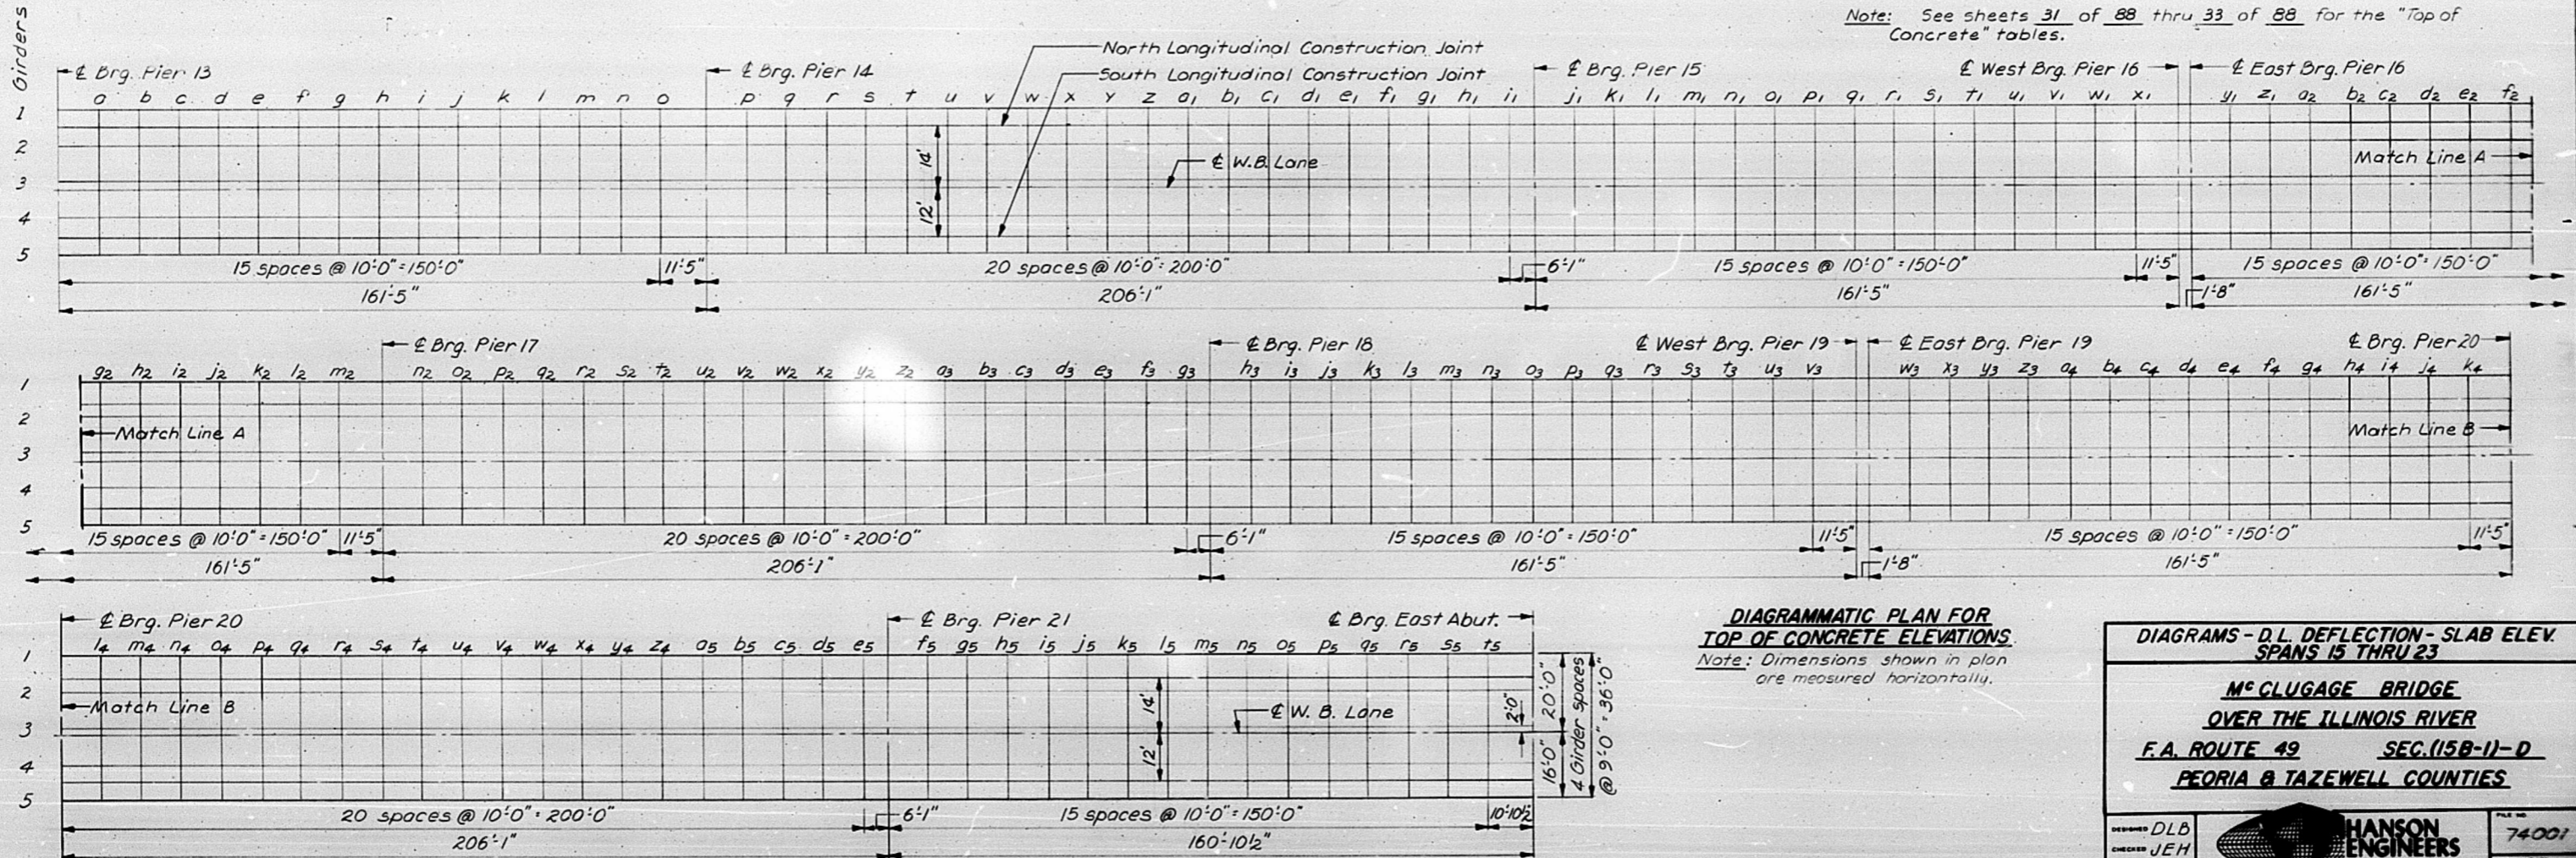 Note: See sheets 31 of 88 thru 33 of 88 for the "Top of
Concrete" tables.
Girders
North Longitudinal Construction Joint
South Longitudinal Construction Joint
℄ Brg. Pier 13
℄ Brg. Pier 14
℄ Brg. Pier 15
℄ West Brg. Pier 16
℄ East Brg. Pier 16
a b c d e f g h i j k l m n o p q r s t u v w x y z a1 b1 c1 d1 e1 f1 g1 h1 i1 j1 k1 l1 m1 n1 o1 p1 q1 r1 s1 t1 u1 v1 w1 x1 y1 z1 a2 b2 c2 d2 e2 f2
1
2
3
4
5
14'
12'
℄ W.B. Lane
Match Line A
15 spaces @ 10'-0" = 150'-0" 11'-5" 20 spaces @ 10'-0" = 200'-0" 6'-1" 15 spaces @ 10'-0" = 150'-0" 11'-5" 15 spaces @ 10'-0" = 150'-0"
161'-5" 206'-1" 161'-5" 1'-8" 161'-5"
℄ Brg. Pier 17
℄ Brg. Pier 18
℄ West Brg. Pier 19
℄ East Brg. Pier 19
℄ Brg. Pier 20
g2 h2 i2 j2 k2 l2 m2 n2 o2 p2 q2 r2 s2 t2 u2 v2 w2 x2 y2 z2 a3 b3 c3 d3 e3 f3 g3 h3 i3 j3 k3 l3 m3 n3 o3 p3 q3 r3 s3 t3 u3 v3 w3 x3 y3 z3 a4 b4 c4 d4 e4 f4 g4 h4 i4 j4 k4
1
2
3
4
5
Match Line A
Match Line B
15 spaces @ 10'-0" = 150'-0" 11'-5" 20 spaces @ 10'-0" = 200'-0" 6'-1" 15 spaces @ 10'-0" = 150'-0" 11'-5" 15 spaces @ 10'-0" = 150'-0" 11'-5"
161'-5" 206'-1" 161'-5" 1'-8" 161'-5"
℄ Brg. Pier 20
℄ Brg. Pier 21
℄ Brg. East Abut.
l4 m4 n4 o4 p4 q4 r4 s4 t4 u4 v4 w4 x4 y4 z4 a5 b5 c5 d5 e5 f5 g5 h5 i5 j5 k5 l5 m5 n5 o5 p5 q5 r5 s5 t5
1
2
3
4
5
Match Line B
14'
12'
℄ W. B. Lane
2'-0"
20'-0"
16'-0"
4 Girder Spaces
@ 9'-0" = 36'-0"
20 spaces @ 10'-0" = 200'-0" 6'-1" 15 spaces @ 10'-0" = 150'-0" 10'-10½
206'-1" 160'-10½"
DIAGRAMMATIC PLAN FOR
TOP OF CONCRETE ELEVATIONS
Note: Dimensions shown in plan
are measured horizontally.
DIAGRAMS - D.L. DEFLECTION - SLAB ELEV.
SPANS 15 THRU 23
Mc CLUGAGE BRIDGE
OVER THE ILLINOIS RIVER
F.A. ROUTE 49 SEC.(15B-1)-D
PEORIA & TAZEWELL COUNTIES
DESIGNED DLB
CHECKED JEH
HANSON
ENGINEERS
FILE NO.